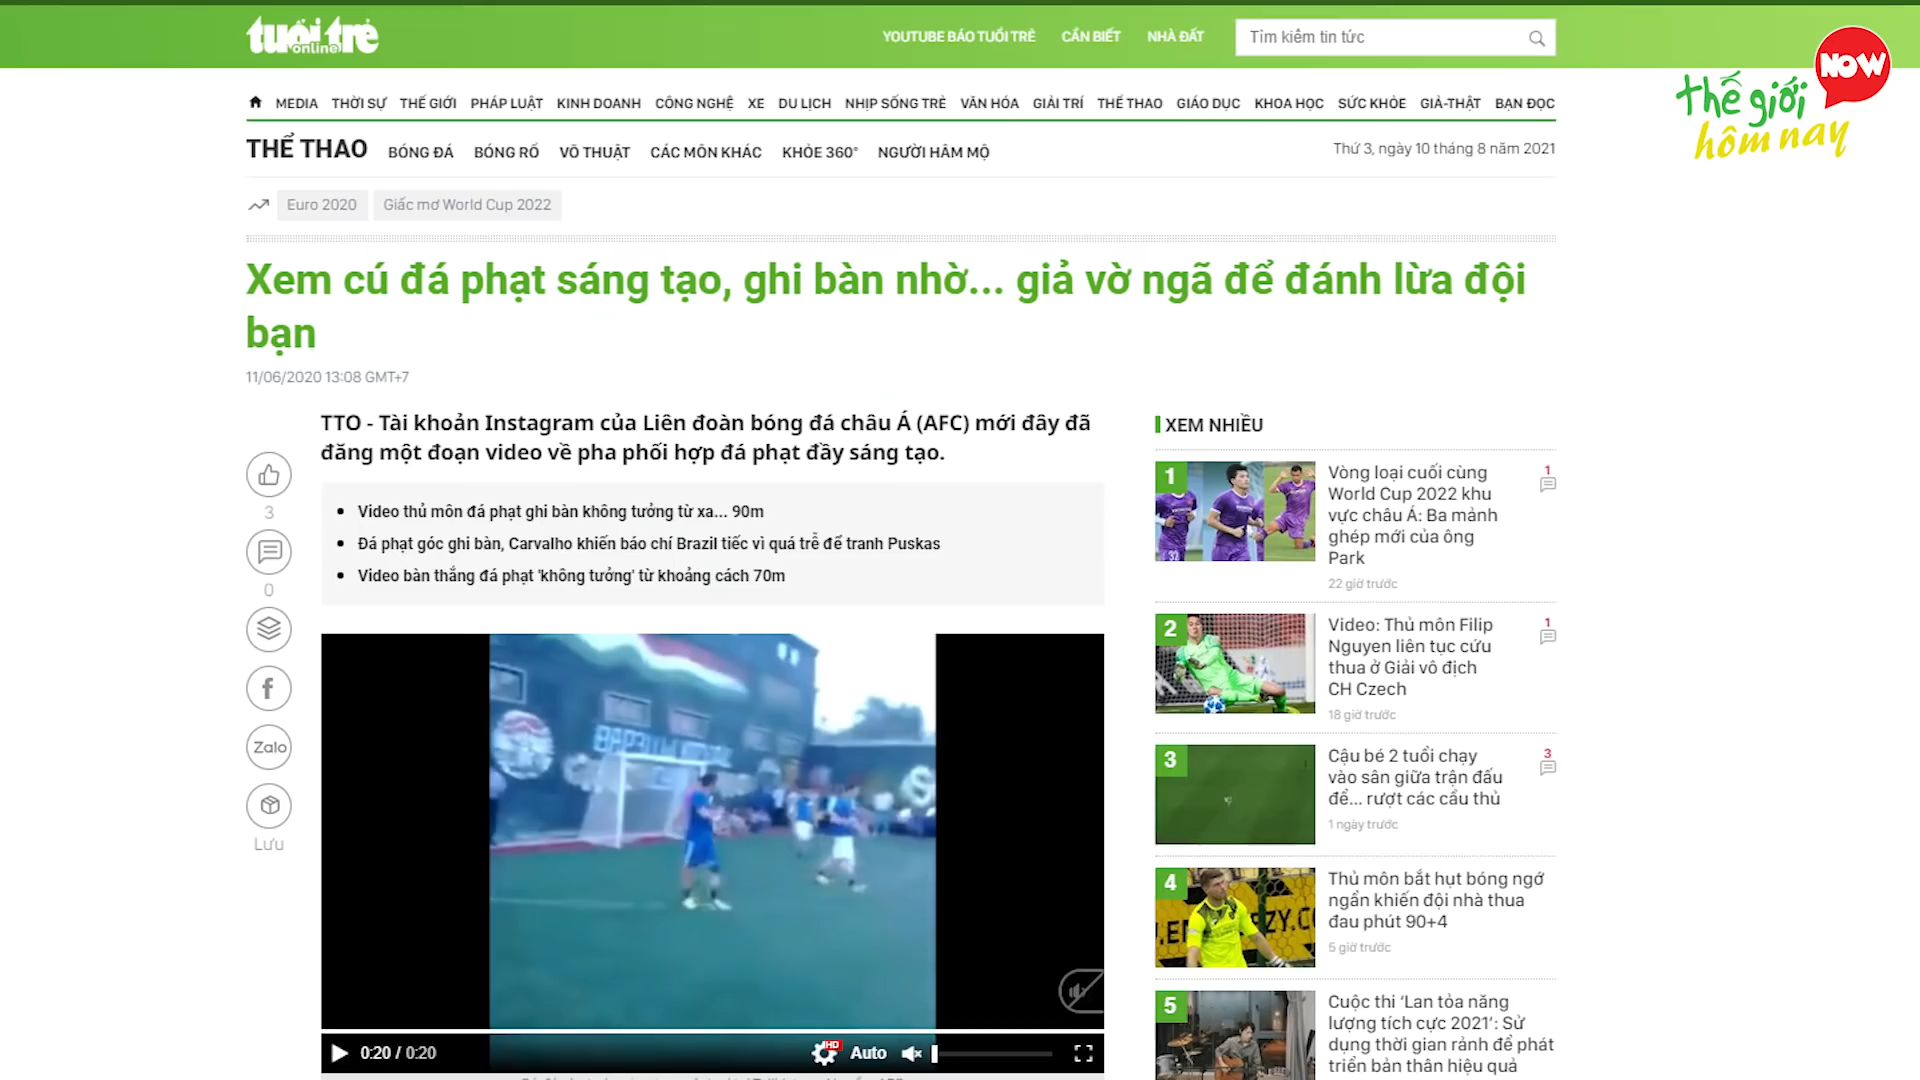 tuổi trẻ
online
YOUTUBE BÁO TUỔI TRẺ CẦN BIẾT NHÀ ĐẤT
Tìm kiếm tin tức
NOW
thế giới
hôm nay
MEDIA THỜI SỰ THẾ GIỚI PHÁP LUẬT KINH DOANH CÔNG NGHỆ XE DU LỊCH NHỊP SỐNG TRẺ VĂN HÓA GIẢI TRÍ THỂ THAO GIÁO DỤC KHOA HỌC SỨC KHỎE GIẢ-THẬT BẠN ĐỌC
THỂ THAO BÓNG ĐÁ BÓNG RỔ VÕ THUẬT CÁC MÔN KHÁC KHỎE 360° NGƯỜI HÂM MỘ
Thứ 3, ngày 10 tháng 8 năm 2021
Euro 2020 Giấc mơ World Cup 2022
Xem cú đá phạt sáng tạo, ghi bàn nhờ... giả vờ ngã để đánh lừa đội
bạn
11/06/2020 13:08 GMT+7
TTO - Tài khoản Instagram của Liên đoàn bóng đá châu Á (AFC) mới đây đã
đăng một đoạn video về pha phối hợp đá phạt đầy sáng tạo.
Video thủ môn đá phạt ghi bàn không tưởng từ xa... 90m
Đá phạt góc ghi bàn, Carvalho khiến báo chí Brazil tiếc vì quá trễ để tranh Puskas
Video bàn thắng đá phạt 'không tưởng' từ khoảng cách 70m
3
0
Zalo
Lưu
0:20 / 0:20
HD
Auto
XEM NHIỀU
1
Vòng loại cuối cùng
World Cup 2022 khu
vực châu Á: Ba mảnh
ghép mới của ông
Park
22 giờ trước
1
2
Video: Thủ môn Filip
Nguyen liên tục cứu
thua ở Giải vô địch
CH Czech
18 giờ trước
1
3
Cậu bé 2 tuổi chạy
vào sân giữa trận đấu
để... rượt các cầu thủ
1 ngày trước
3
4
Thủ môn bắt hụt bóng ngớ
ngẩn khiến đội nhà thua
đau phút 90+4
5 giờ trước
5
Cuộc thi ‘Lan tỏa năng
lượng tích cực 2021’: Sử
dụng thời gian rảnh để phát
triển bản thân hiệu quả